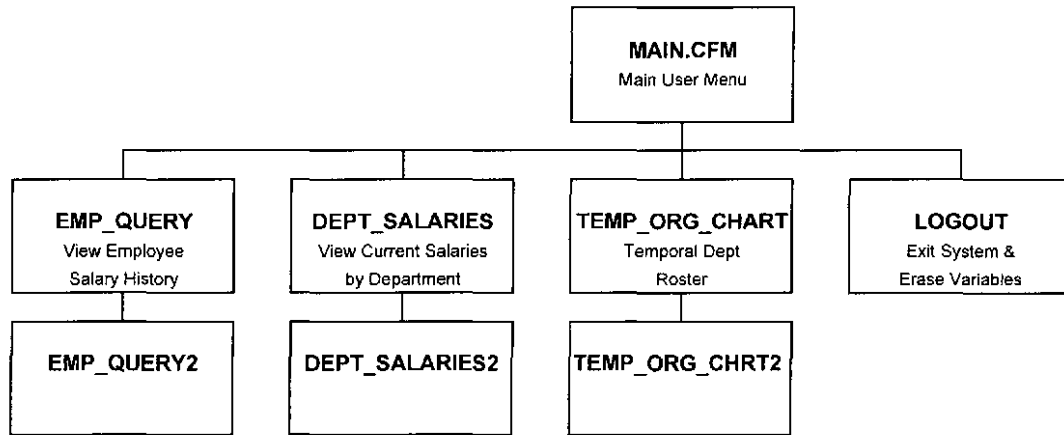 MAIN.CFM
Main User Menu
EMP_QUERY
View Employee
Salary History
DEPT_SALARIES
View Current Salaries
by Department
TEMP_ORG_CHART
Temporal Dept
Roster
LOGOUT
Exit System &
Erase Variables
EMP_QUERY2
DEPT_SALARIES2
TEMP_ORG_CHRT2